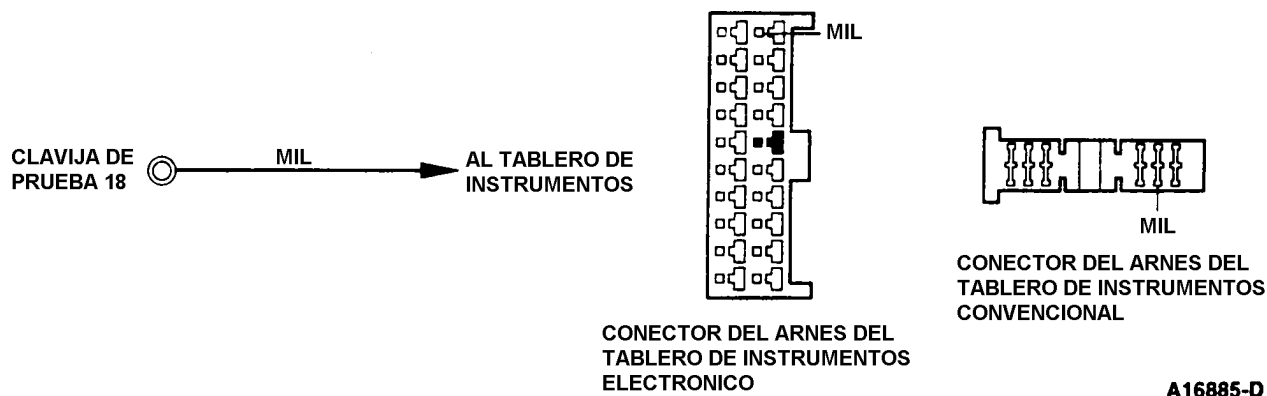 CLAVIJA DE
PRUEBA 18
MIL
AL TABLERO DE
INSTRUMENTOS
MIL
CONECTOR DEL ARNES DEL
TABLERO DE INSTRUMENTOS
ELECTRONICO
MIL
CONECTOR DEL ARNES DEL
TABLERO DE INSTRUMENTOS
CONVENCIONAL
A16885-D